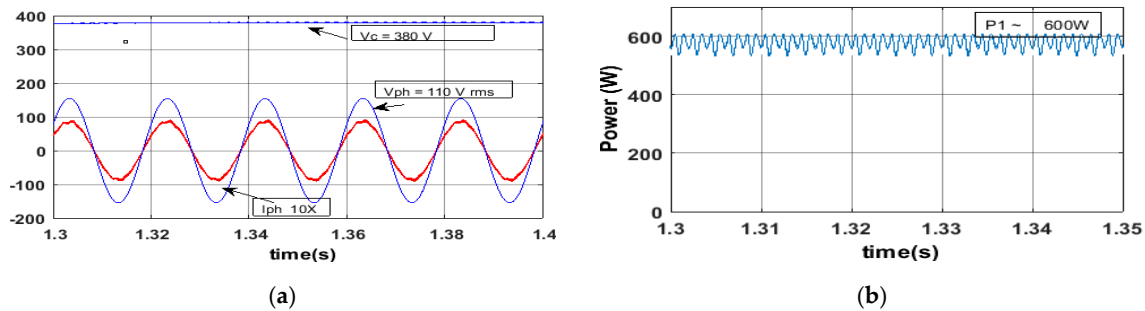 400
300
200
100
0
-100
-200
Vc = 380 V
Vph = 110 V rms
Iph 10X
1.3 1.32 1.34 1.36 1.38 1.4
time(s)
(a)
800
600
400
200
0
Power (W)
P1 ~ 600W
1.3 1.31 1.32 1.33 1.34 1.35
time(s)
(b)